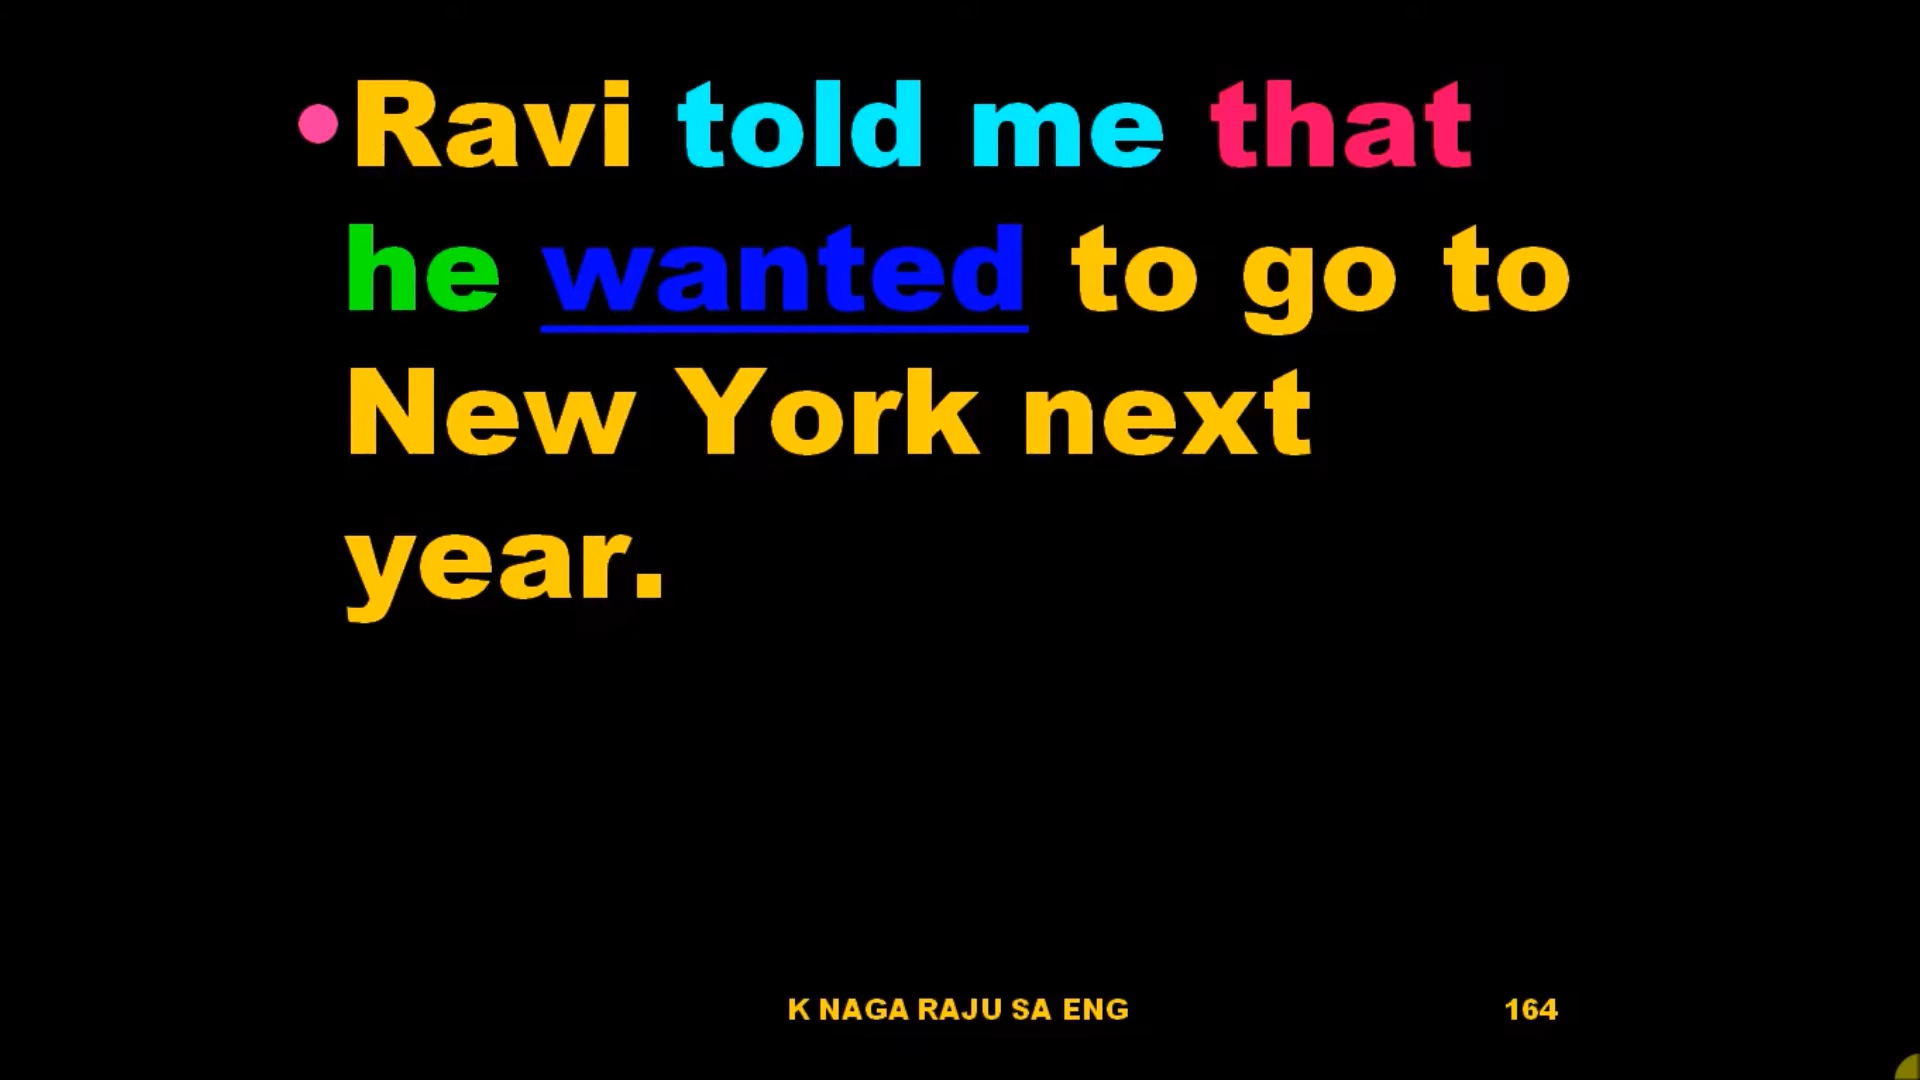 •Ravi told me that
he wanted to go to
New York next
year.
K NAGA RAJU SA ENG
164